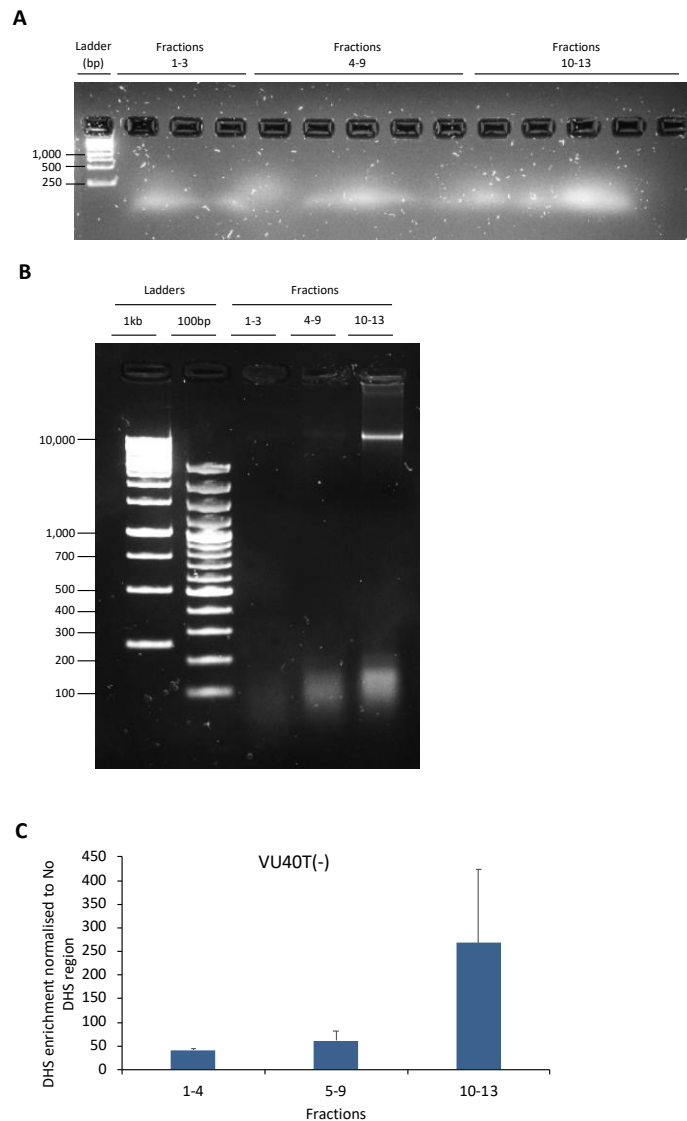 A
Ladder
(bp)
Fractions
1-3
Fractions
4-9
Fractions
10-13
1,000
500
250
B
Ladders
Fractions
1kb
100bp
1-3
4-9
10-13
10,000
1,000
700
500
400
300
200
100
C
VU40T(-)
DHS enrichment normalised to No
DHS region
450
400
350
300
250
200
150
100
50
0
1-4
5-9
10-13
Fractions